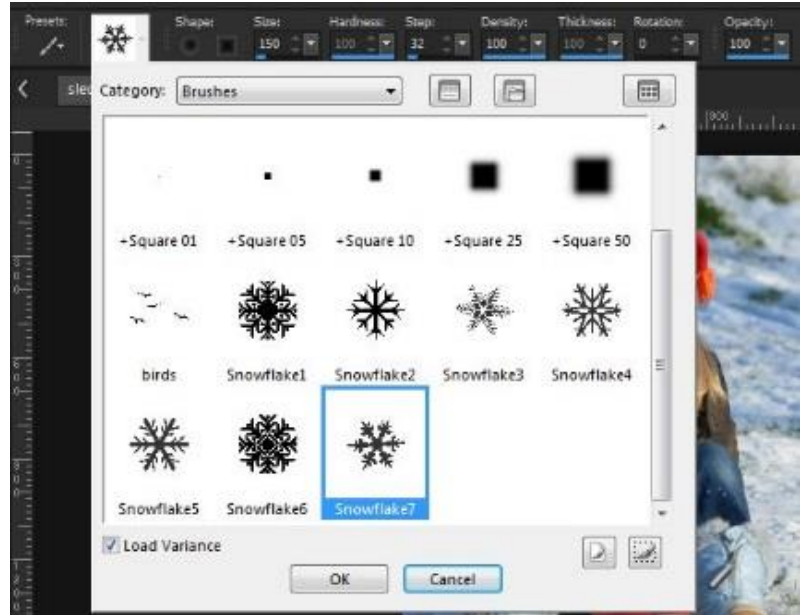 Presets: Shape: Size: Hardness: Step: Density: Thickness: Rotation: Opacity:
150 100 32 100 100 0 100
sled
Category: Brushes
900
+Square 01 +Square 05 +Square 10 +Square 25 +Square 50
birds Snowflake1 Snowflake2 Snowflake3 Snowflake4
Snowflake5 Snowflake6 Snowflake7
Load Variance
OK Cancel